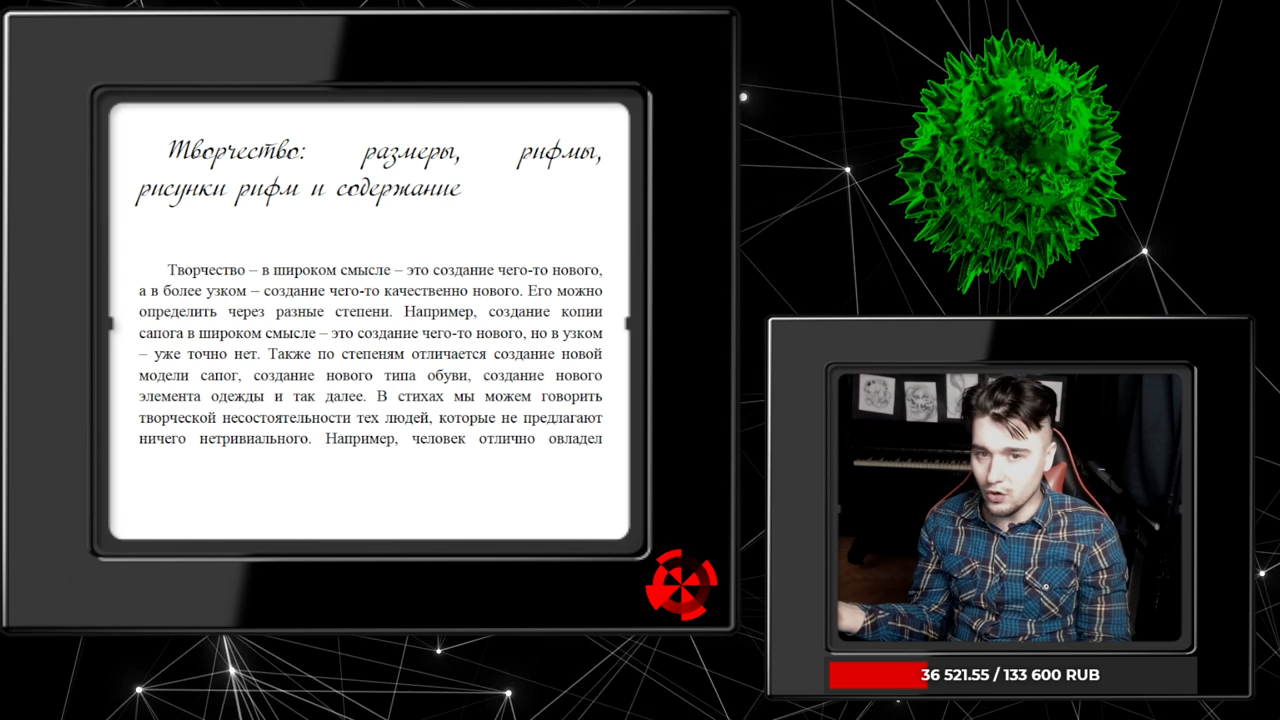 Творчество: размеры, рифмы,
рисунки рифм и содержание
Творчество – в широком смысле – это создание чего-то нового,
а в более узком – создание чего-то качественно нового. Его можно
определить через разные степени. Например, создание копии
сапога в широком смысле – это создание чего-то нового, но в узком
– уже точно нет. Также по степеням отличается создание новой
модели сапог, создание нового типа обуви, создание нового
элемента одежды и так далее. В стихах мы можем говорить
творческой несостоятельности тех людей, которые не предлагают
ничего нетривиального. Например, человек отлично овладел
36 521.55 / 133 600 RUB